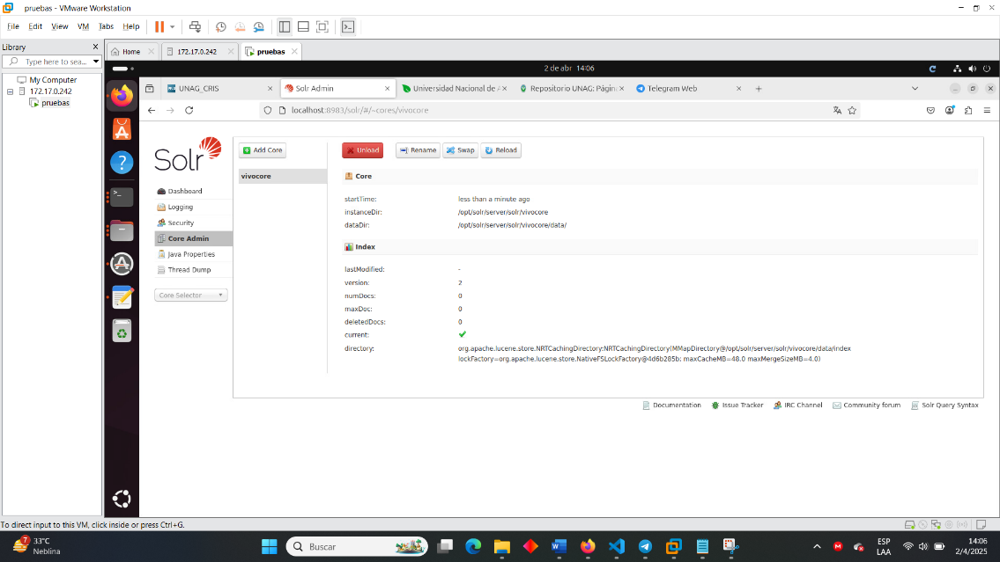 pruebas - VMware Workstation
File Edit View VM Tabs Help
Library
Type here to sea...
My Computer
172.17.0.242
pruebas
Home
172.17.0.242
pruebas
2 de abr 14:06
UNAG_CRIS
Solr Admin
Universidad Nacional de A
Repositorio UNAG: Página
Telegram Web
localhost:8983/solr/#/~cores/vivocore
Solr
Dashboard
Logging
Security
Core Admin
Java Properties
Thread Dump
Core Selector
Add Core
vivocore
Unload Rename Swap Reload
Core
startTime: less than a minute ago
instanceDir: /opt/solr/server/solr/vivocore
dataDir: /opt/solr/server/solr/vivocore/data/
Index
lastModified: -
version: 2
numDocs: 0
maxDoc: 0
deletedDocs: 0
current:
directory: org.apache.lucene.store.NRTCachingDirectory:NRTCachingDirectory(MMapDirectory@/opt/solr/server/solr/vivocore/data/index
lockFactory=org.apache.lucene.store.NativeFSLockFactory@4d6b285b; maxCacheMB=48.0 maxMergeSizeMB=4.0)
Documentation Issue Tracker IRC Channel Community forum Solr Query Syntax
To direct input to this VM, click inside or press Ctrl+G.
7
33°C
Neblina
Buscar
ESP
LAA
14:06
2/4/2025